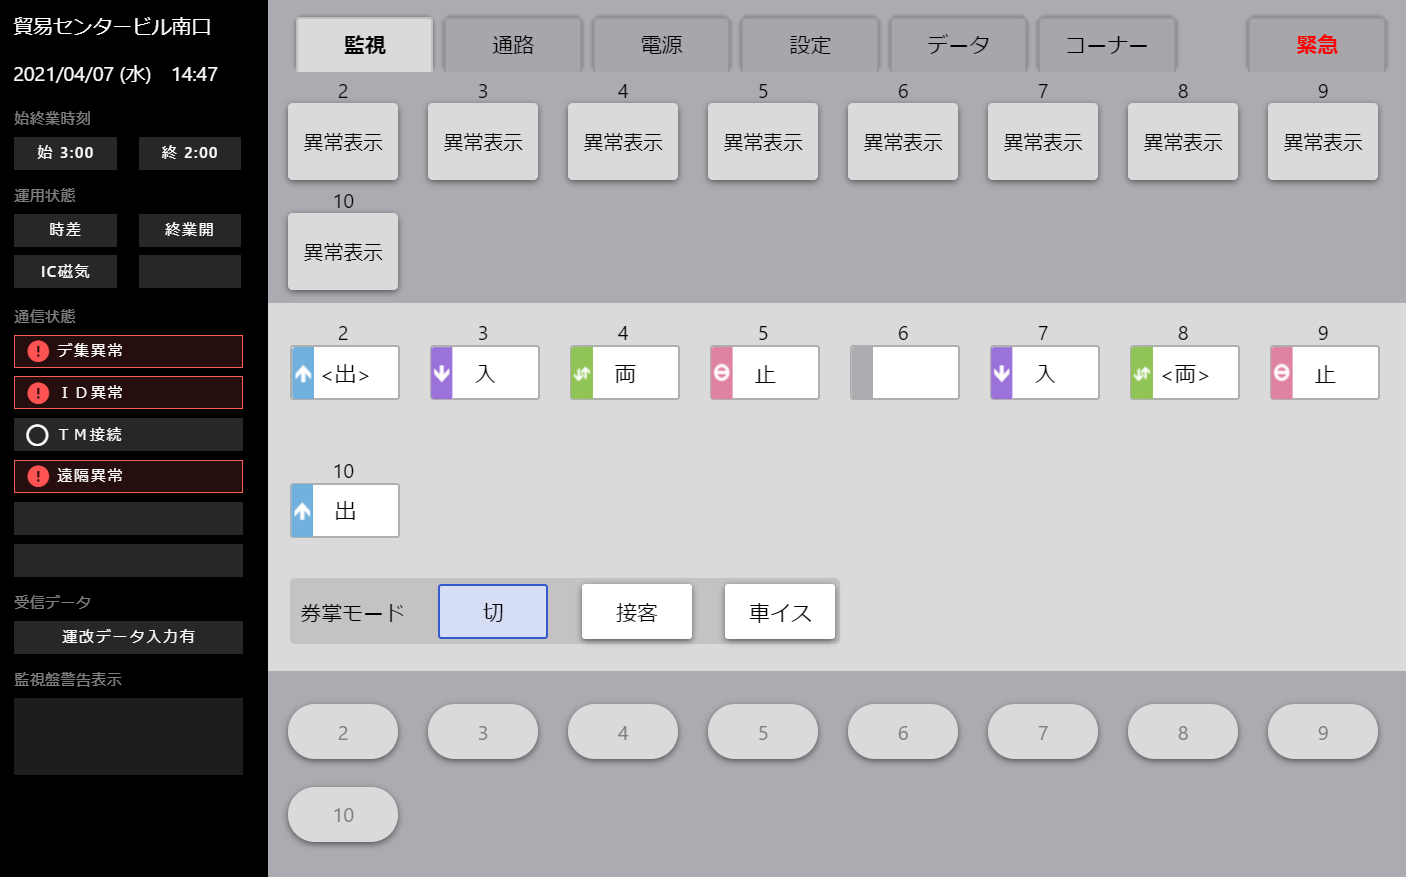 貿易センタービル南口
2021/04/07 (水) 14:47
始終業時刻
始 3:00 終 2:00
運用状態
時差 終業開
IC磁気
通信状態
デ集異常
ＩＤ異常
ＴＭ接続
遠隔異常
受信データ
運改データ入力有
監視盤警告表示
監視 通路 電源 設定 データ コーナー 緊急
2 3 4 5 6 7 8 9
異常表示 異常表示 異常表示 異常表示 異常表示 異常表示 異常表示 異常表示
10
異常表示
2 3 4 5 6 7 8 9
<出> 入 両 止 入 <両> 止
10
出
券掌モード 切 接客 車イス
2 3 4 5 6 7 8 9
10